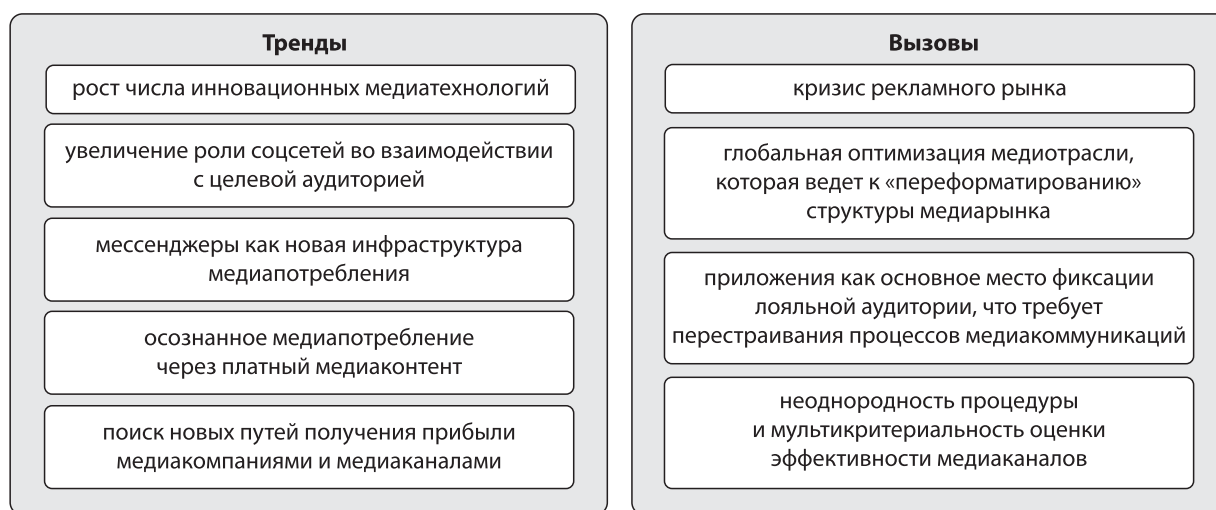 Тренды
рост числа инновационных медиатехнологий
увеличение роли соцсетей во взаимодействии
с целевой аудиторией
мессенджеры как новая инфраструктура
медиапотребления
осознанное медиапотребление
через платный медиаконтент
поиск новых путей получения прибыли
медиакомпаниями и медиаканалами
Вызовы
кризис рекламного рынка
глобальная оптимизация медиотрасли,
которая ведет к «переформатированию»
структуры медиарынка
приложения как основное место фиксации
лояльной аудитории, что требует
перестраивания процессов медиакоммуникаций
неоднородность процедуры
и мультикритериальность оценки
эффективности медиаканалов